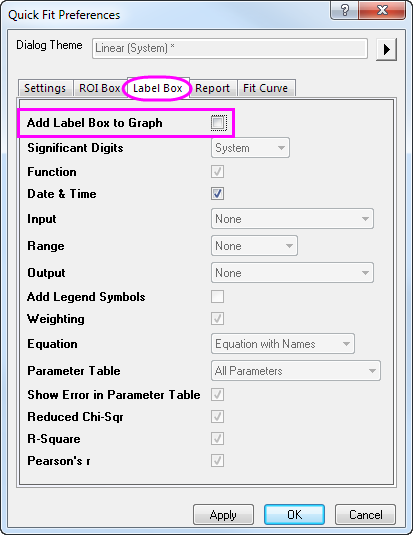 Quick Fit Preferences
Dialog Theme Linear (System) *
Settings ROI Box Label Box Report Fit Curve
Add Label Box to Graph
Significant Digits System
Function
Date & Time
Input None
Range None
Output None
Add Legend Symbols
Weighting
Equation Equation with Names
Parameter Table All Parameters
Show Error in Parameter Table
Reduced Chi-Sqr
R-Square
Pearson's r
Apply OK Cancel